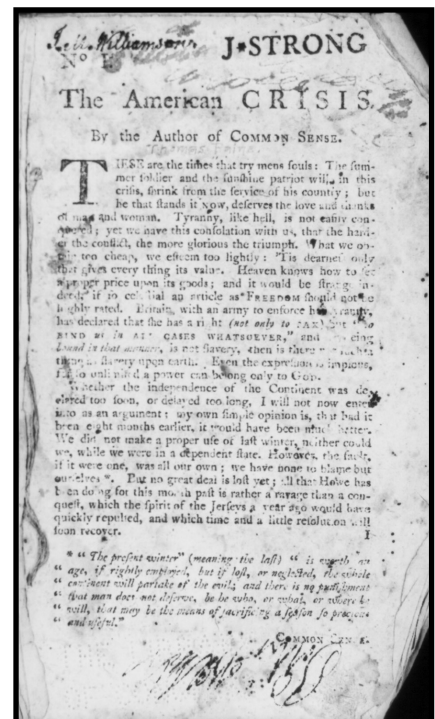 Williamson J*STRONG
No I
The American CRISIS.
By the Author of COMMON SENSE.
THESE are the times that try mens souls: The sum-
mer soldier and the sunshine patriot will, in this
crisis, shrink from the service of his country; but
he that stands it NOW, deserves the love and thanks
of man and woman. Tyranny, like hell, is not easily con-
quered; yet we have this consolation with us, that the hard-
er the conflict, the more glorious the triumph. What we ob-
tain too cheap, we esteem too lightly: 'Tis dearness only
that gives every thing its value. Heaven knows how to set
a proper price upon its goods; and it would be strange in-
deed, if so celestial an article as FREEDOM should not be
highly rated. Britain, with an army to enforce her tyranny,
has declared that she has a right (not only to TAX) but "to
BIND us in ALL CASES WHATSOEVER," and if being
bound in that manner, is not slavery, then is there not such a
thing as slavery upon earth. Even the expression is impious,
for so unlimited a power can belong only to GOD.
Whether the independence of the Continent was de-
clared too soon, or delayed too long, I will not now enter
into as an argument; my own simple opinion is, that had it
been eight months earlier, it would have been much better.
We did not make a proper use of last winter, neither could
we, while we were in a dependent state. However, the fault,
if it were one, was all our own; we have none to blame but
ourselves*. But no great deal is lost yet; all that Howe has
been doing for this month past is rather a ravage than a con-
quest, which the spirit of the Jerseys a year ago would have
quickly repulsed, and which time and a little resolution will
soon recover. I
* "The present winter" (meaning the last) "is worth an
" age, if rightly employed, but if lost, or neglected, the whole
" continent will partake of the evil; and there is no punishment
" that man does not deserve, be he who, or what, or where he
" will, that may be the means of sacrificing a season so precious
" and useful."
COMMON SENSE.